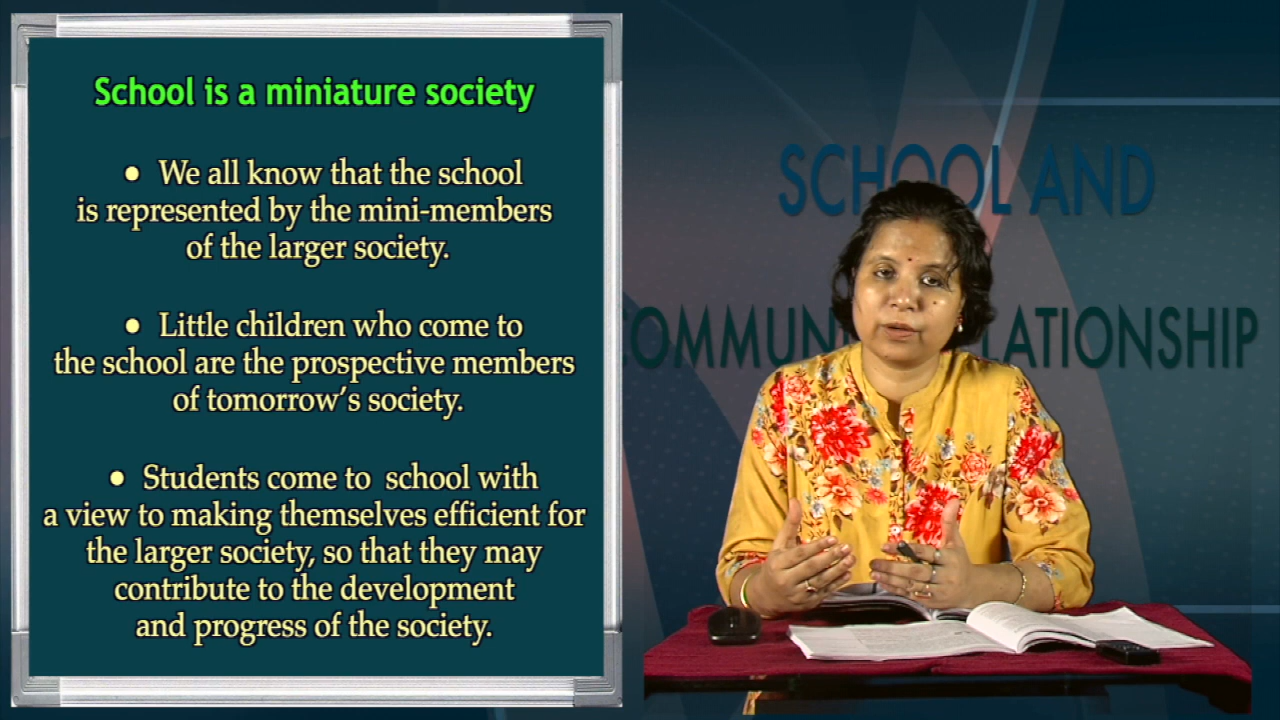 School is a miniature society
• We all know that the school
is represented by the mini-members
of the larger society.
• Little children who come to
the school are the prospective members
of tomorrow's society.
• Students come to school with
a view to making themselves efficient for
the larger society, so that they may
contribute to the development
and progress of the society.
SCHOOL AND